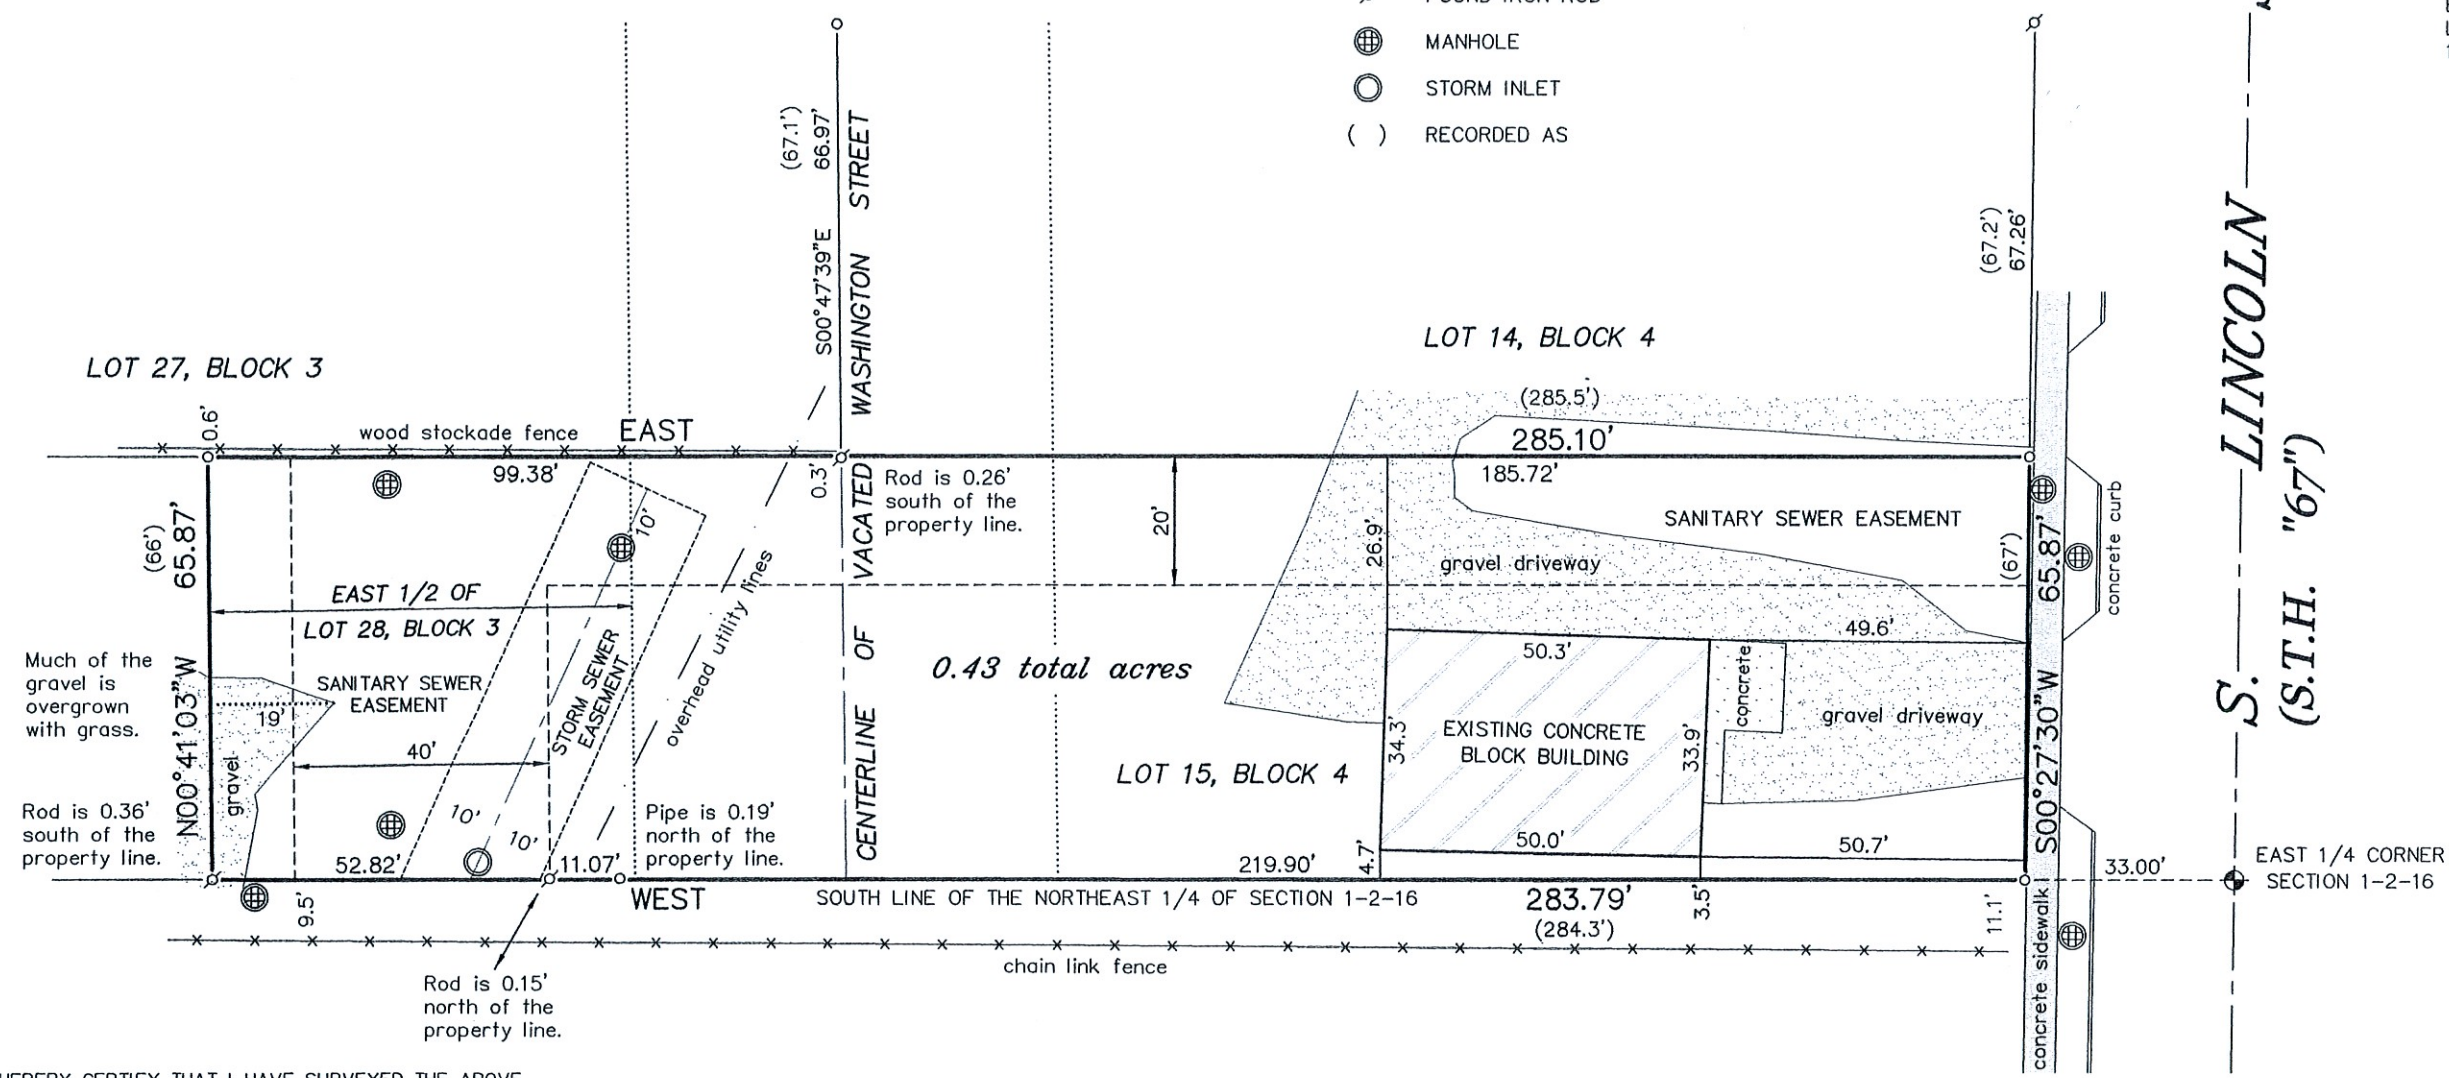 MANHOLE
STORM INLET
( ) RECORDED AS
(67.1')
66.97'
S00°47'39"E
CENTERLINE OF VACATED WASHINGTON STREET
(67.2')
67.26'
S. LINCOLN
(S.T.H. "67")
LOT 27, BLOCK 3
LOT 14, BLOCK 4
0.6'
wood stockade fence
EAST
(285.5')
285.10'
99.38'
0.3'
Rod is 0.26'
south of the
property line.
185.72'
20'
SANITARY SEWER EASEMENT
(66')
65.87'
N00°41'03"W
10'
26.9'
gravel driveway
(67')
65.87'
S00°27'30"W
concrete curb
EAST 1/2 OF
LOT 28, BLOCK 3
overhead utility lines
STORM SEWER
EASEMENT
49.6'
50.3'
Much of the
gravel is
overgrown
with grass.
SANITARY SEWER
EASEMENT
19'
0.43 total acres
concrete
gravel driveway
EXISTING CONCRETE
BLOCK BUILDING
34.3'
33.9'
40'
gravel
LOT 15, BLOCK 4
Rod is 0.36'
south of the
property line.
10'
10'
Pipe is 0.19'
north of the
property line.
50.0'
50.7'
52.82'
11.07'
219.90'
4.7'
33.00'
EAST 1/4 CORNER
SECTION 1-2-16
9.5'
WEST
SOUTH LINE OF THE NORTHEAST 1/4 OF SECTION 1-2-16
283.79'
(284.3')
3.5'
11.1'
concrete sidewalk
chain link fence
Rod is 0.15'
north of the
property line.
HEREBY CERTIFY THAT I HAVE SURVEYED THE ABOVE